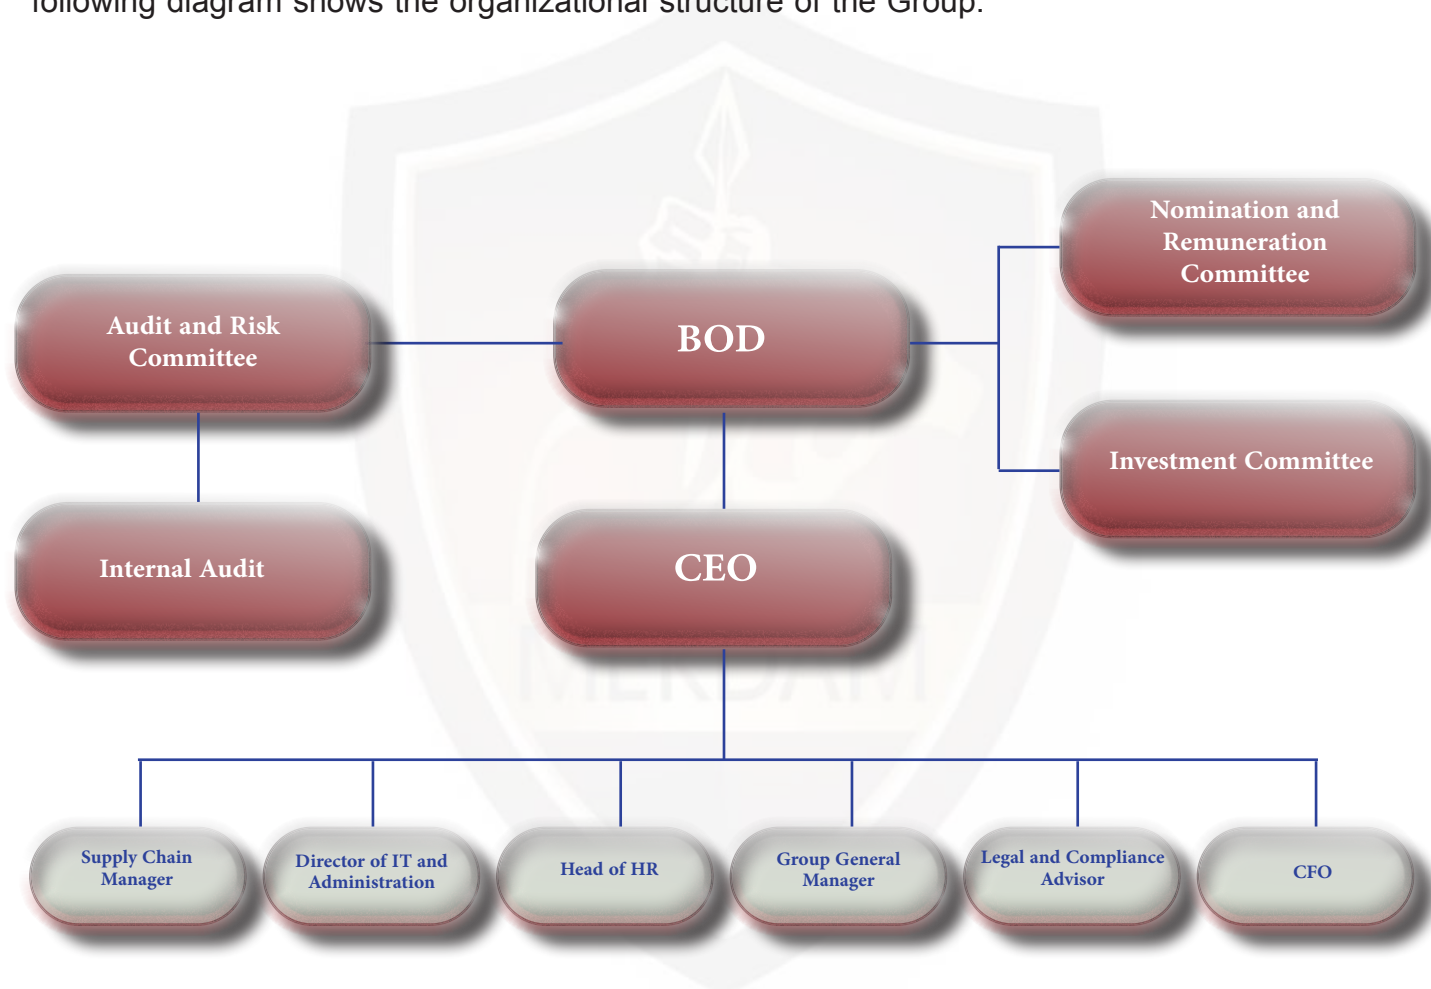 following diagram shows the organizational structure of the Group.
Nomination and
Remuneration
Committee
Audit and Risk
Committee
BOD
Investment Committee
Internal Audit
CEO
MERDAM
Supply Chain
Manager
Director of IT and
Administration
Head of HR
Group General
Manager
Legal and Compliance
Advisor
CFO